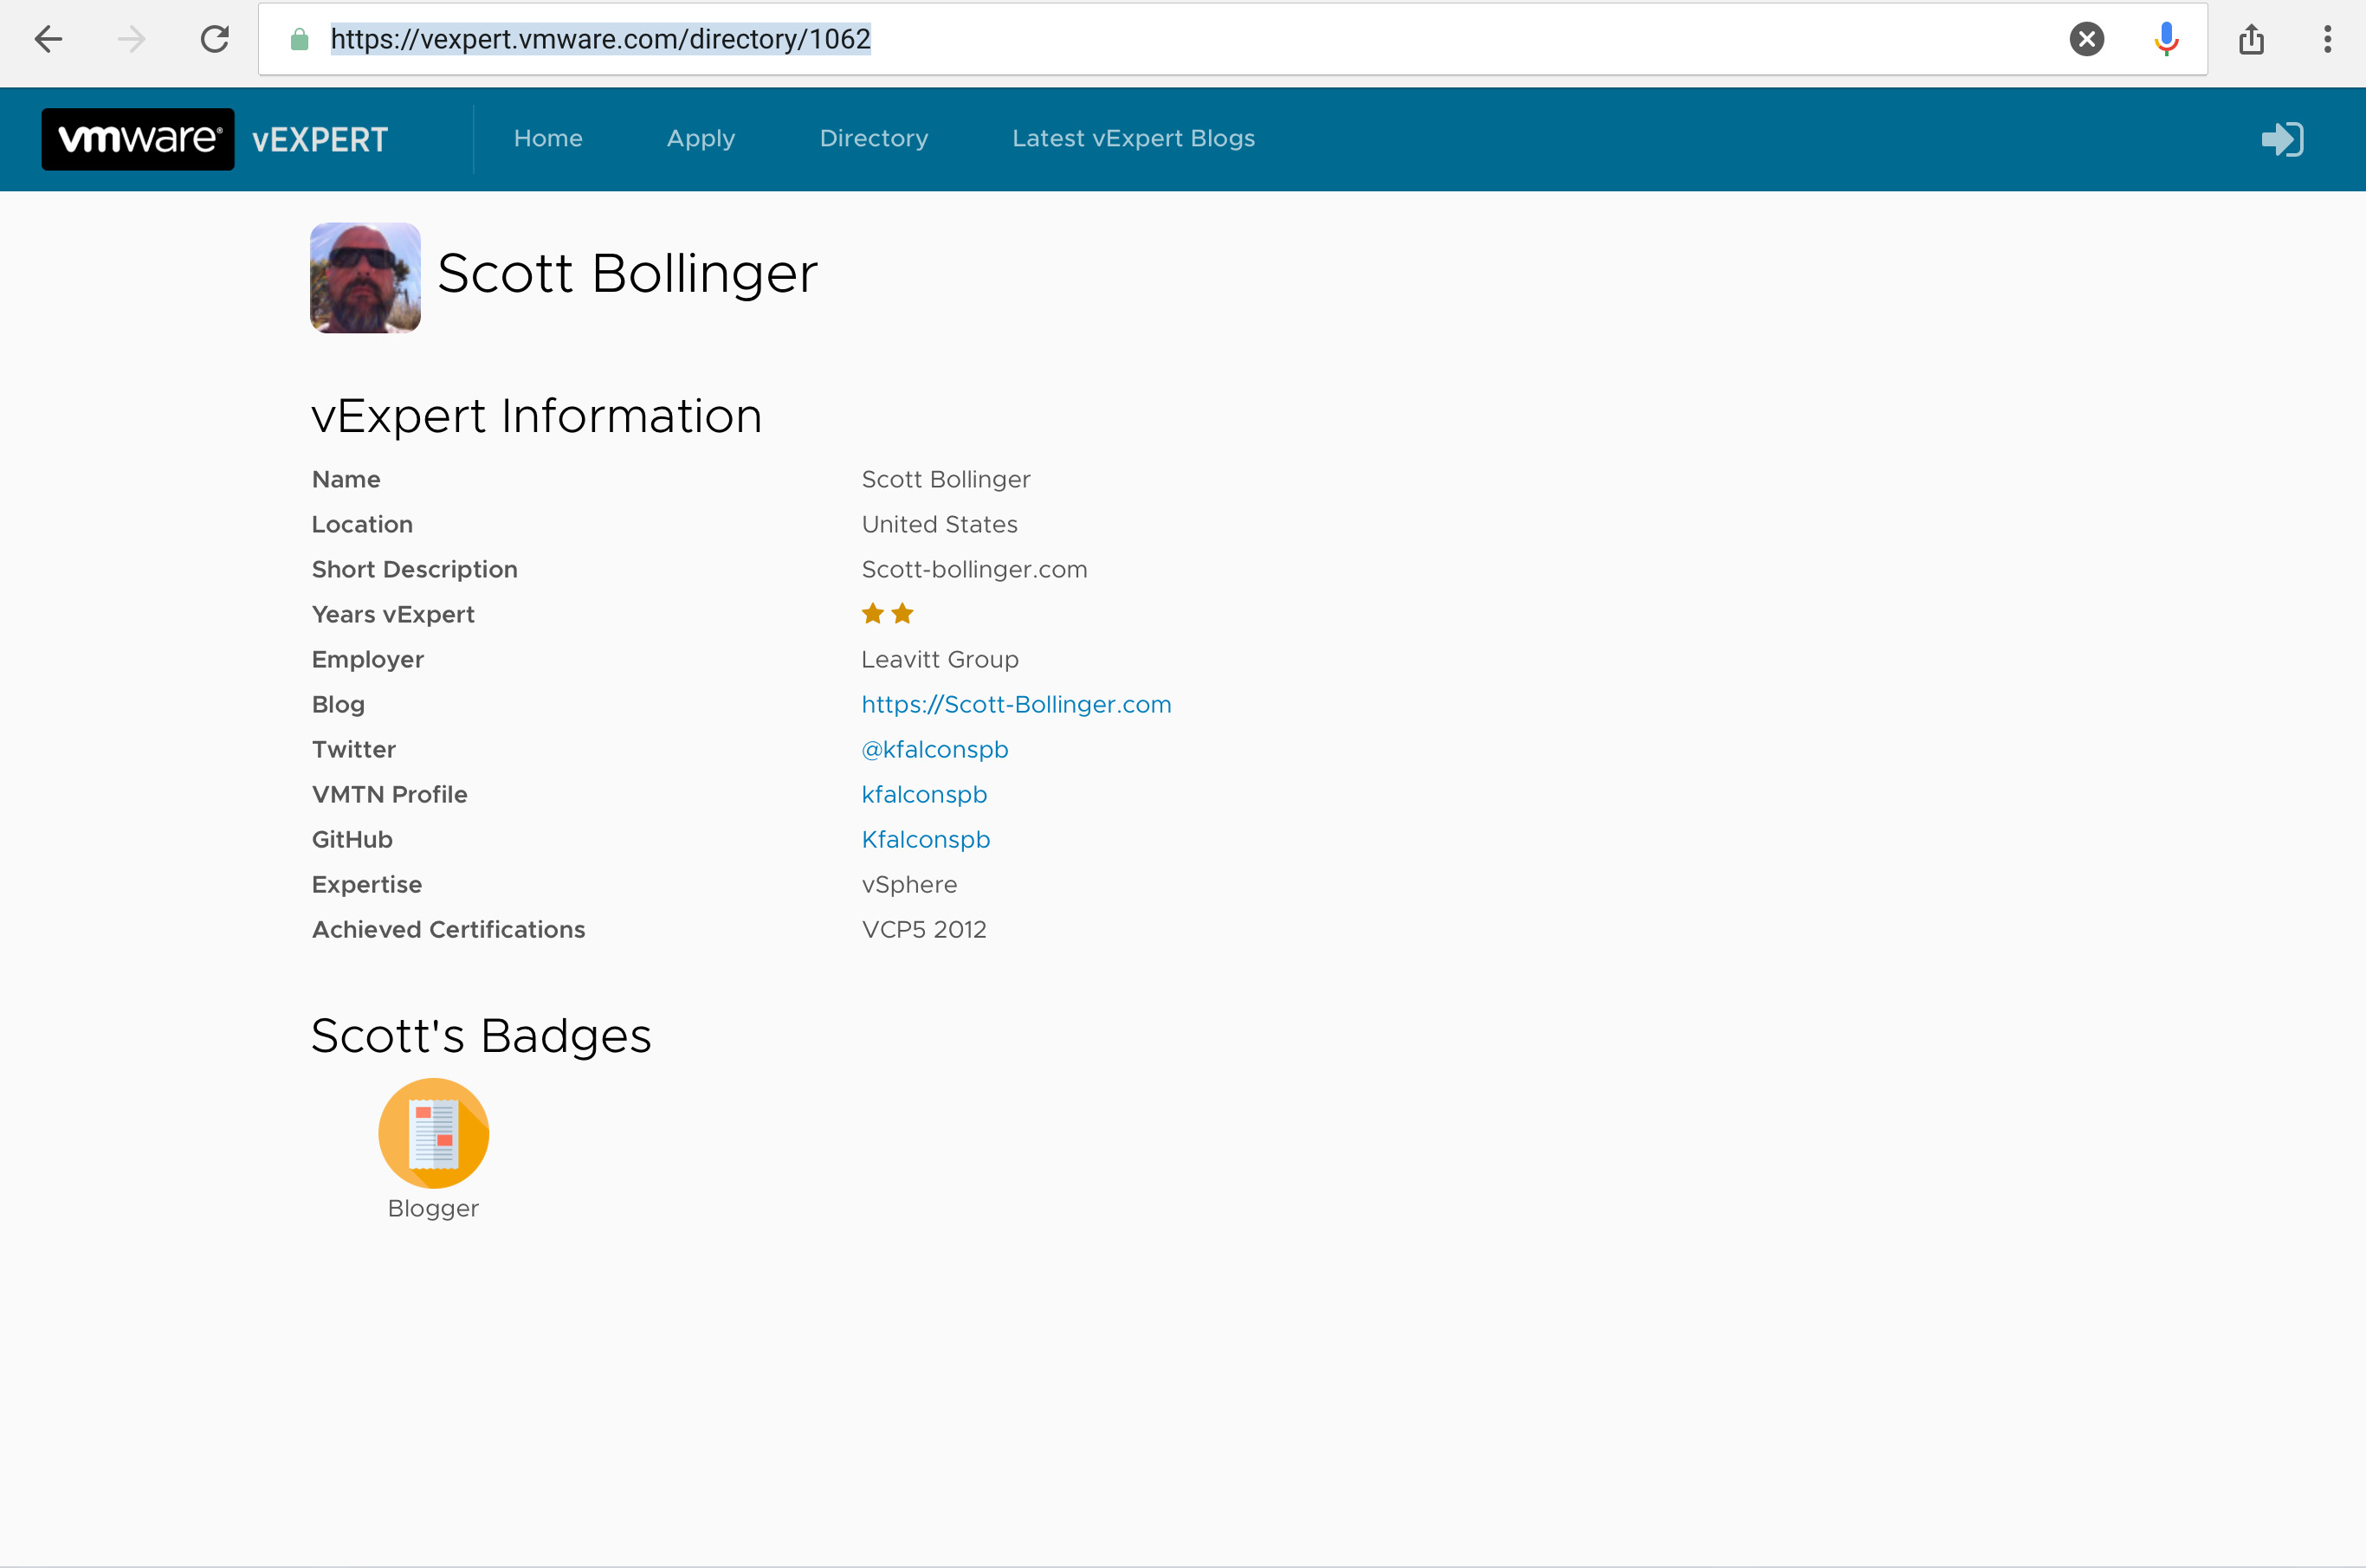 https://vexpert.vmware.com/directory/1062
vmware® vEXPERT Home Apply Directory Latest vExpert Blogs
Scott Bollinger
vExpert Information
Name Scott Bollinger
Location United States
Short Description Scott-bollinger.com
Years vExpert
Employer Leavitt Group
Blog https://Scott-Bollinger.com
Twitter @kfalconspb
VMTN Profile kfalconspb
GitHub Kfalconspb
Expertise vSphere
Achieved Certifications VCP5 2012
Scott's Badges
Blogger